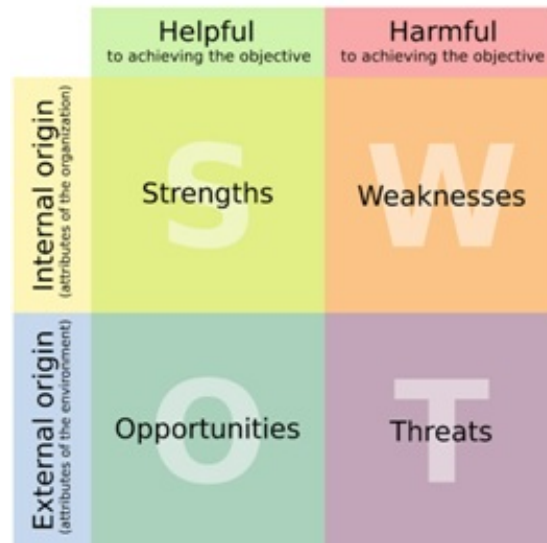 Helpful
to achieving the objective
Harmful
to achieving the objective
Internal origin
(attributes of the organization)
S
Strengths
W
Weaknesses
External origin
(attributes of the environment)
O
Opportunities
T
Threats